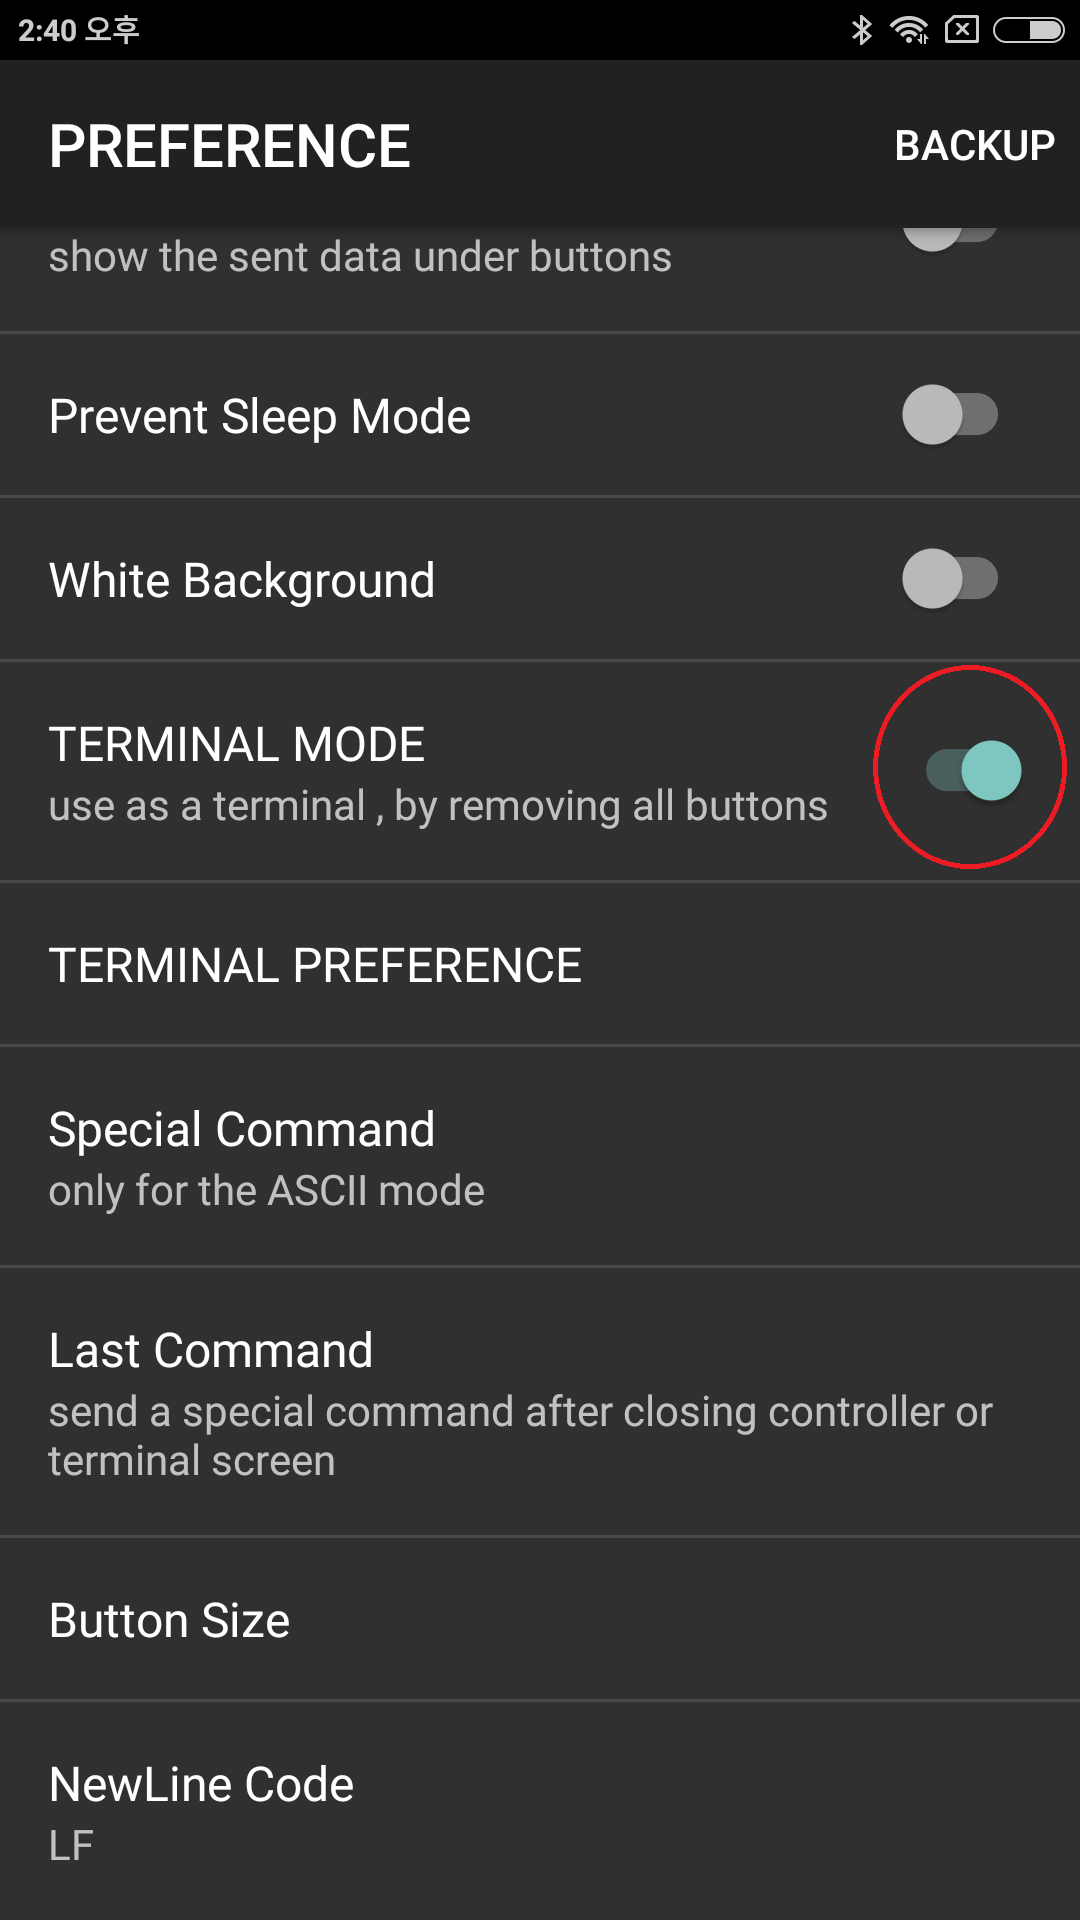 2:40 오후
PREFERENCE
BACKUP
show the sent data under buttons
Prevent Sleep Mode
White Background
TERMINAL MODE
use as a terminal , by removing all buttons
TERMINAL PREFERENCE
Special Command
only for the ASCII mode
Last Command
send a special command after closing controller or
terminal screen
Button Size
NewLine Code
LF